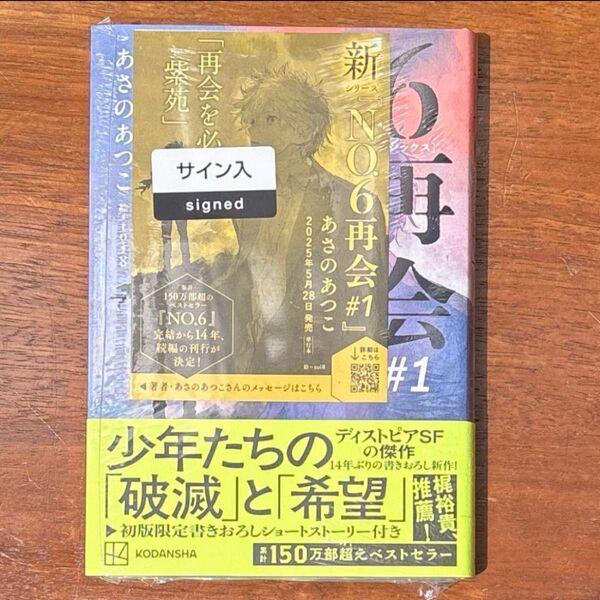 6
シックス
再会
#1
あさのあつこ
新シリーズ
『NO.6再会#1』
あさのあつこ
2025年5月28日発売
単行本
「再会を必
紫苑」
サイン入
signed
累計
150万部超の
ベストセラー
『NO.6』
完結から14年、
続編の刊行が
決定！
詳細は
こちら
◀著者・あさのあつこさんのメッセージはこちら
少年たちの
「破滅」と「希望」
ディストピアSF
の傑作
14年ぶりの書きおろし新作！
梶裕貴、
推薦！
▶初版限定書きおろしショートストーリー付き
KODANSHA
累計150万部超えベストセラー